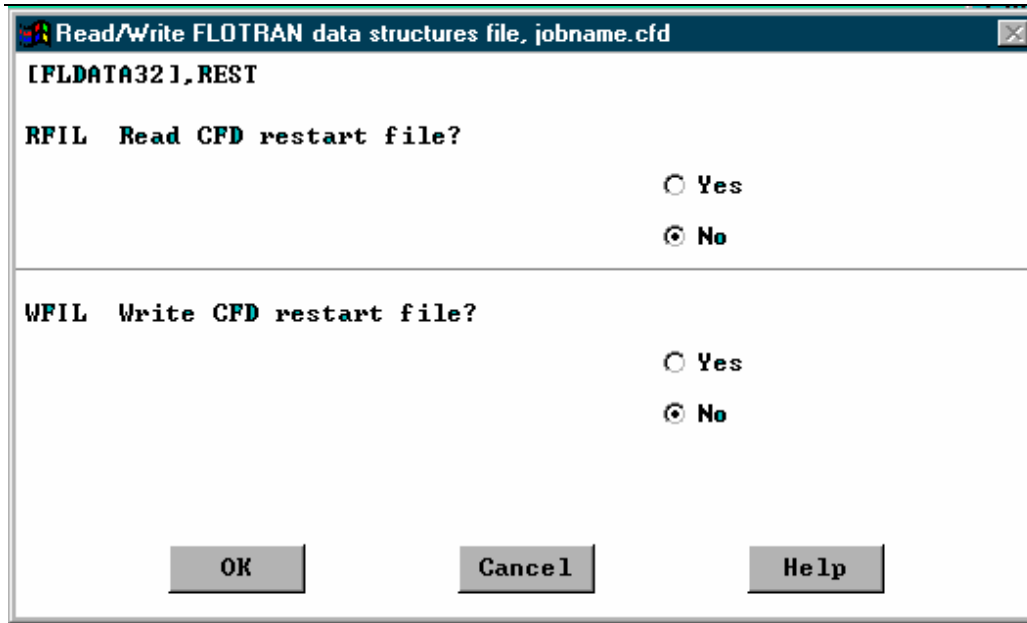 Read/Write FLOTRAN data structures file, jobname.cfd
[FLDATA32],REST
RFIL Read CFD restart file?
Yes
No
WFIL Write CFD restart file?
Yes
No
OK Cancel Help